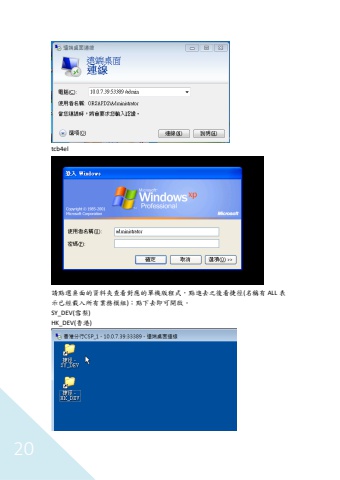 遠端桌面連線
遠端桌面
連線
電腦(C): 10.0.7.39:53389 /admin
使用者名稱: ORZAFDZ\Administrator
當您連線時，將會要求您輸入認證。
選項(O) 連線(N) 說明(H)
tcb4el
登入 Windows
Microsoft
Windows xp
Professional
Copyright © 1985-2001
Microsoft Corporation
Microsoft
使用者名稱(U): administrator
密碼(P):
確定 取消 選項(O) <<
請點選桌面的資料夾查看對應的單機版程式，點進去之後看捷徑(名稱有 ALL 表
示已經載入所有業務模組)；點下去即可開啟。
SY_DEV(雪梨)
HK_DEV(香港)
香港分行CSP_1 - 10.0.7.39:33389 - 遠端桌面連線
捷徑 -
SY_DEV
捷徑 -
HK_DEV
20